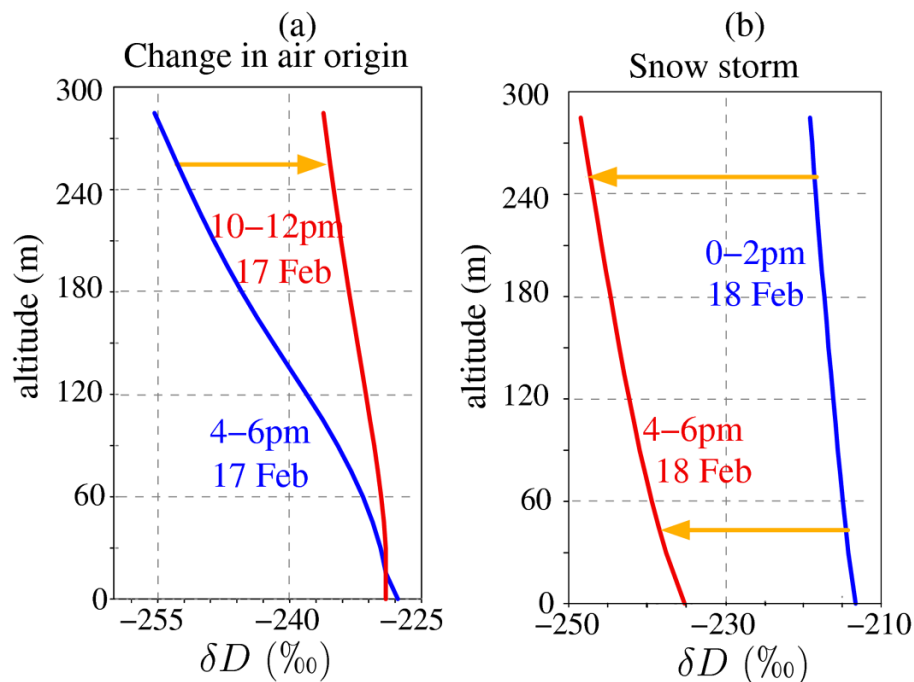 (a)
Change in air origin
300
240
180
120
60
0
altitude (m)
10−12pm
17 Feb
4−6pm
17 Feb
−255
−240
−225
δD (‰)
(b)
Snow storm
300
240
180
120
60
0
altitude (m)
0−2pm
18 Feb
4−6pm
18 Feb
−250
−230
−210
δD (‰)